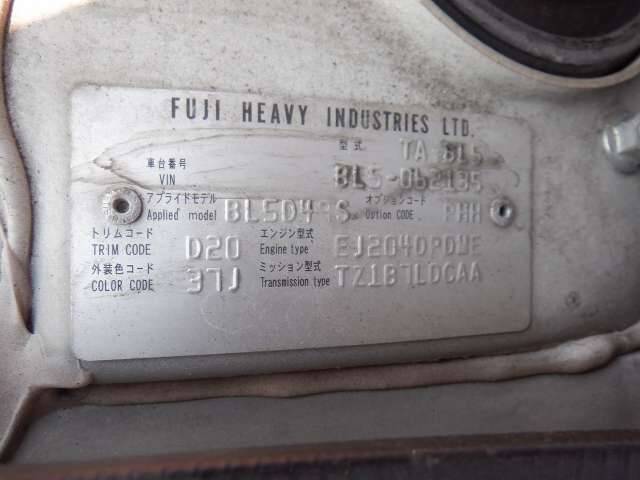 FUJI HEAVY INDUSTRIES LTD.
型式 TA BL5
車台番号
VIN BL5-062135
アプライドモデル オプションコード
Applied model BL5D49S Option CODE PHH
トリムコード エンジン型式
TRIM CODE D20 Engine type EJ204DPDWE
外装色コード ミッション型式
COLOR CODE 37J Transmission type TZ1B7LDCAA